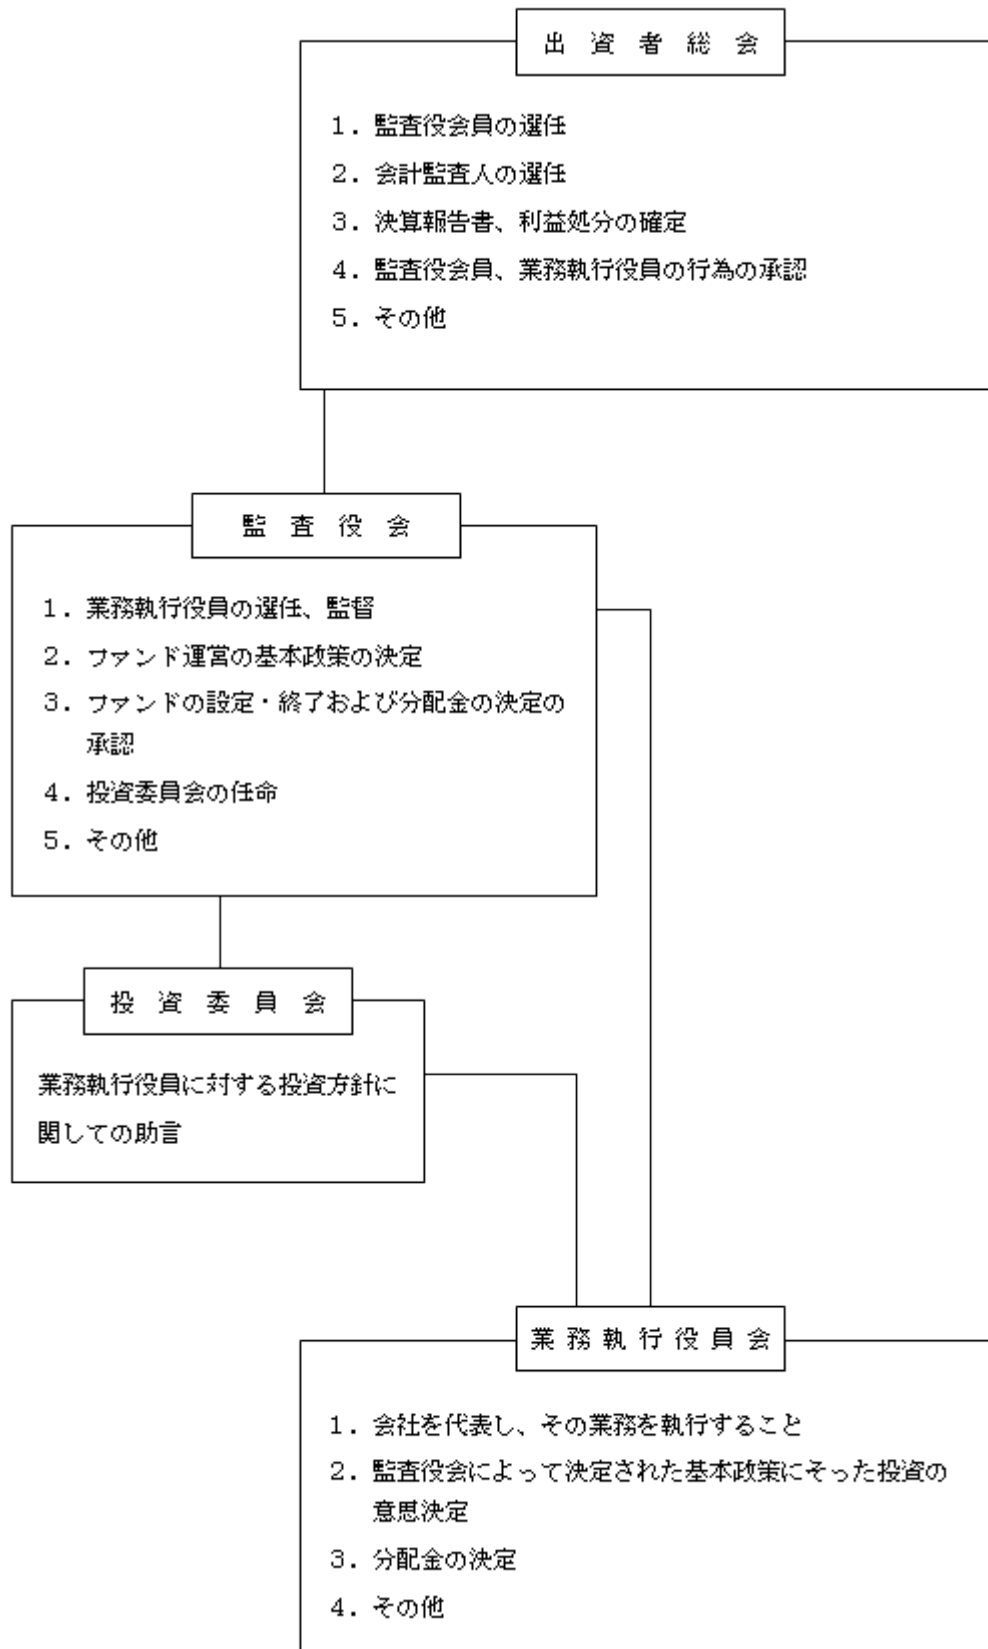 出資者総会
1. 監査役会員の選任
2. 会計監査人の選任
3. 決算報告書、利益処分の確定
4. 監査役会員、業務執行役員の行為の承認
5. その他
監査役会
1. 業務執行役員の選任、監督
2. ファンド運営の基本政策の決定
3. ファンドの設定・終了および分配金の決定の
承認
4. 投資委員会の任命
5. その他
投資委員会
業務執行役員に対する投資方針に
関しての助言
業務執行役員会
1. 会社を代表し、その業務を執行すること
2. 監査役会によって決定された基本政策にそった投資の
意思決定
3. 分配金の決定
4. その他